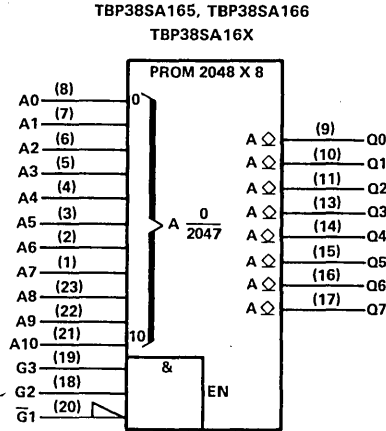 TBP38SA165, TBP38SA166
TBP38SA16X
PROM 2048 X 8
A0 (8) 0
A1 (7)
A2 (6)
A3 (5)
A4 (4)
A5 (3)
A6 (2)
A7 (1)
A8 (23)
A9 (22)
A10 (21) 10
A 0
2047
A (9) Q0
A (10) Q1
A (11) Q2
A (13) Q3
A (14) Q4
A (15) Q5
A (16) Q6
A (17) Q7
G3 (19) &
G2 (18) EN
G̅1 (20)